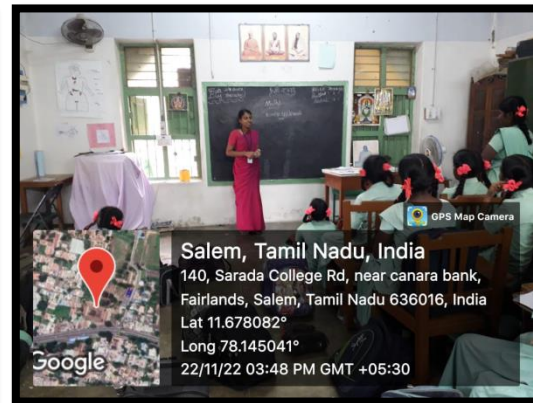 GPS Map Camera
Salem, Tamil Nadu, India
140, Sarada College Rd, near canara bank,
Fairlands, Salem, Tamil Nadu 636016, India
Lat 11.678082°
Long 78.145041°
22/11/22 03:48 PM GMT +05:30
Google